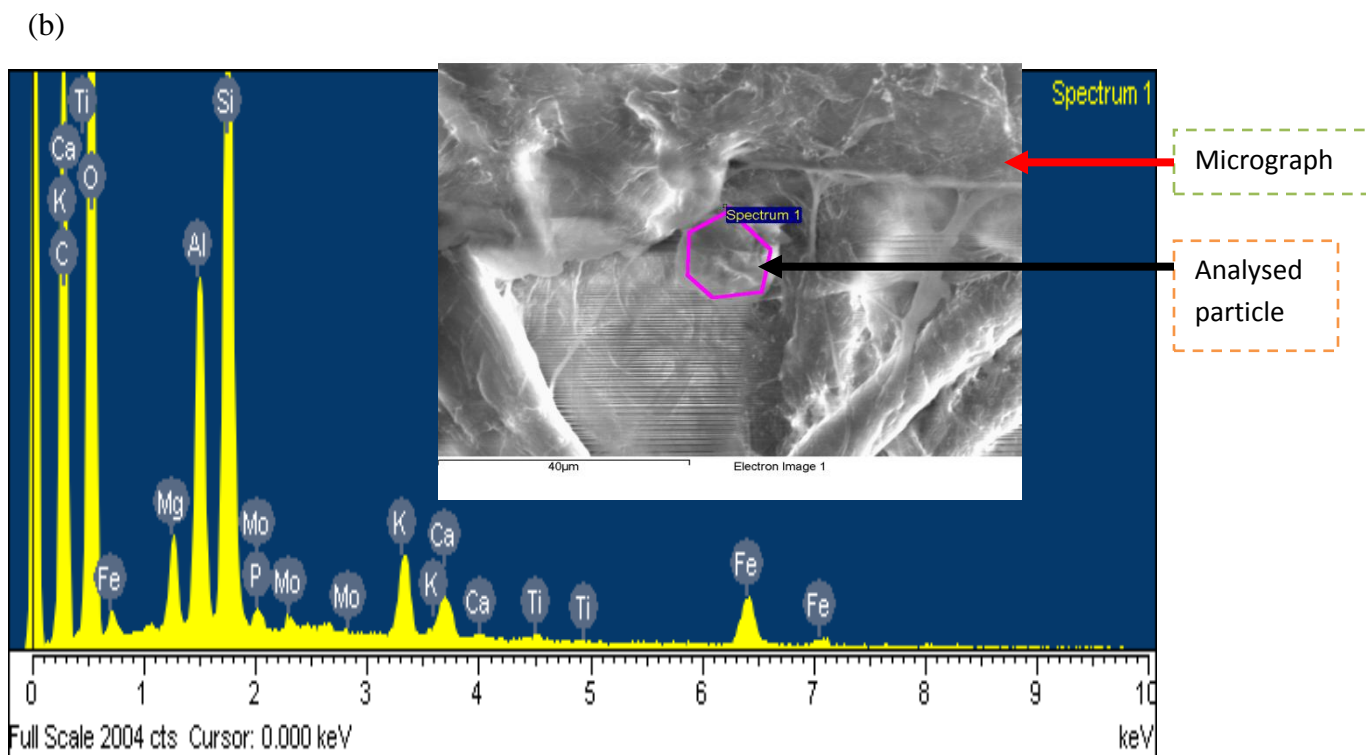 (b)
Spectrum 1
Ti
Si
Ca
O
K
C
Al
Mg
Fe
Mo
P
Mo
Mo
K
Ca
K
Ca
Ti
Ti
Fe
Fe
Spectrum 1
40µm
Electron Image 1
Micrograph
Analysed
particle
0 1 2 3 4 5 6 7 8 9 10
Full Scale 2004 cts Cursor: 0.000 keV
keV